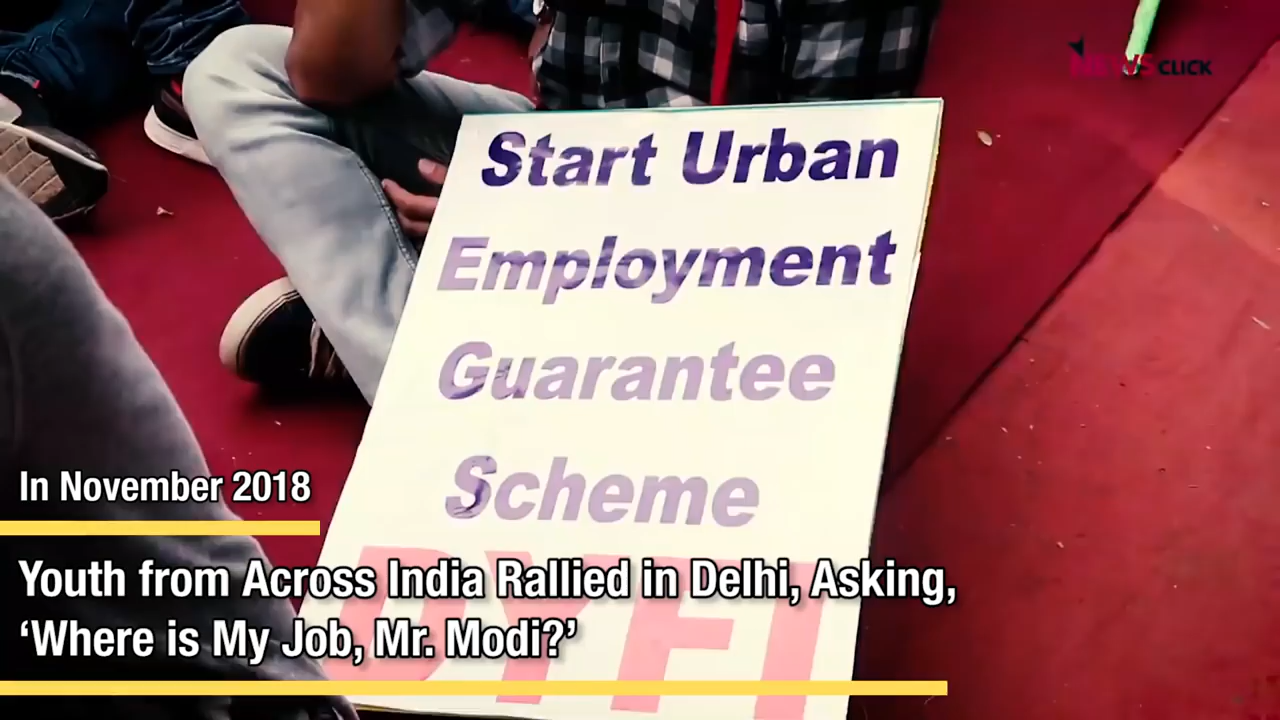 NEWSCLICK
Start Urban
Employment
Guarantee
Scheme
DYFI
In November 2018
Youth from Across India Rallied in Delhi, Asking,
‘Where is My Job, Mr. Modi?’